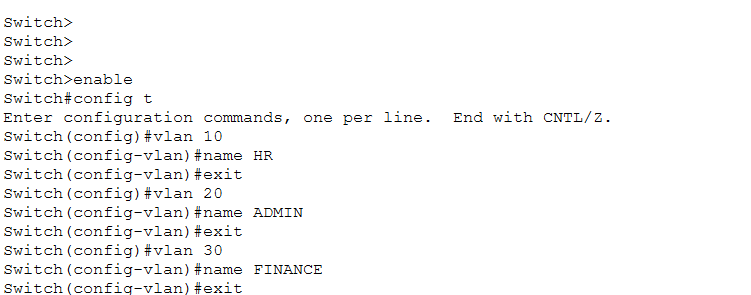 Switch>
Switch>
Switch>
Switch>enable
Switch#config t
Enter configuration commands, one per line.  End with CNTL/Z.
Switch(config)#vlan 10
Switch(config-vlan)#name HR
Switch(config-vlan)#exit
Switch(config)#vlan 20
Switch(config-vlan)#name ADMIN
Switch(config-vlan)#exit
Switch(config)#vlan 30
Switch(config-vlan)#name FINANCE
Switch(config-vlan)#exit